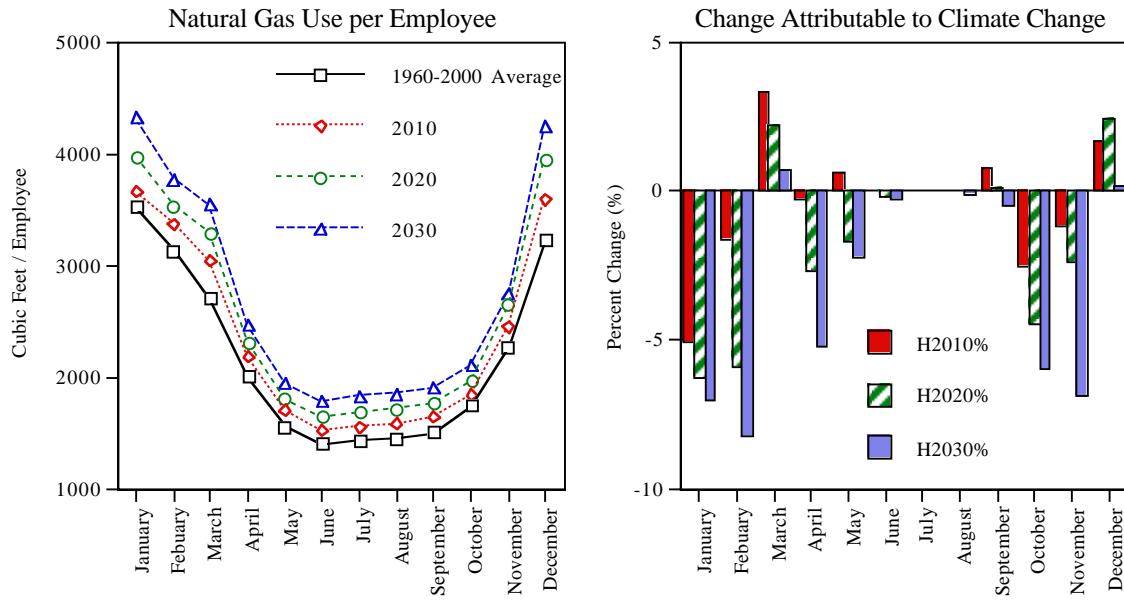 Natural Gas Use per Employee
5000
4000
3000
2000
1000
Cubic Feet / Employee
1960-2000 Average
2010
2020
2030
January
Febuary
March
April
May
June
July
August
September
October
November
December
Change Attributable to Climate Change
5
0
-5
-10
Percent Change (%)
H2010%
H2020%
H2030%
January
Febuary
March
April
May
June
July
August
September
October
November
December